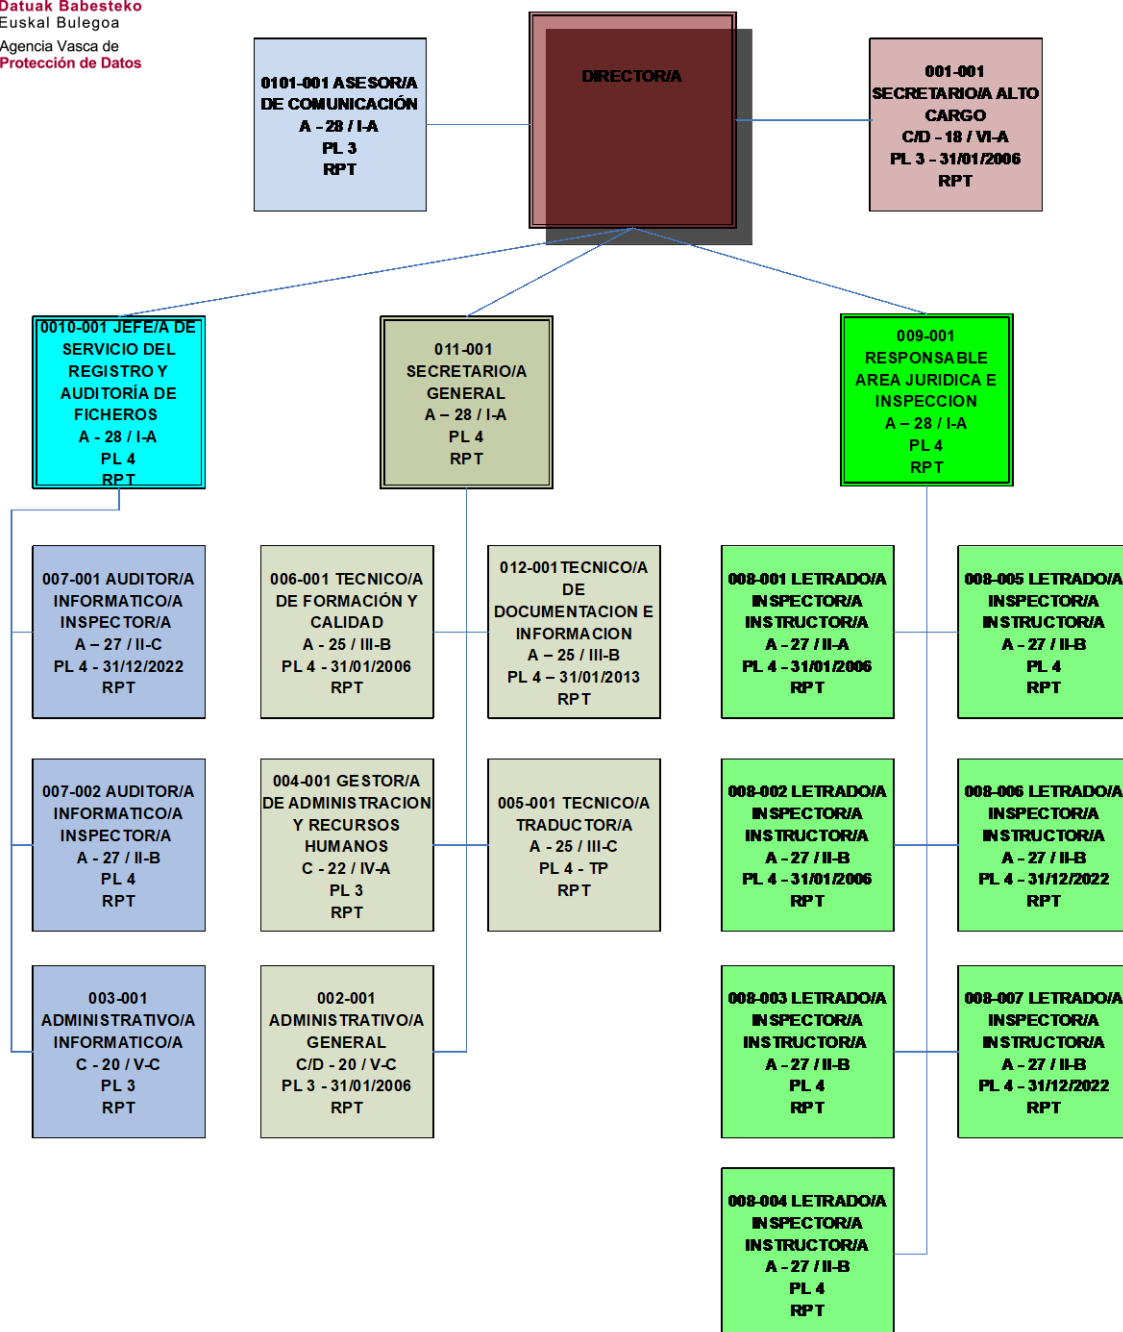 Datuak Babesteko
Euskal Bulegoa
Agencia Vasca de
Protección de Datos
0101-001 ASESOR/A
DE COMUNICACIÓN
A - 28 / I-A
PL 3
RPT
DIRECTOR/A
001-001
SECRETARIO/A ALTO
CARGO
C/D - 18 / VI-A
PL 3 - 31/01/2006
RPT
0010-001 JEFE/A DE
SERVICIO DEL
REGISTRO Y
AUDITORÍA DE
FICHEROS
A - 28 / I-A
PL 4
RPT
011-001
SECRETARIO/A
GENERAL
A – 28 / I-A
PL 4
RPT
009-001
RESPONSABLE
AREA JURIDICA E
INSPECCION
A – 28 / I-A
PL 4
RPT
007-001 AUDITOR/A
INFORMATICO/A
INSPECTOR/A
A – 27 / II-C
PL 4 - 31/12/2022
RPT
006-001 TECNICO/A
DE FORMACIÓN Y
CALIDAD
A - 25 / III-B
PL 4 - 31/01/2006
RPT
012-001TECNICO/A
DE
DOCUMENTACION E
INFORMACION
A – 25 / III-B
PL 4 – 31/01/2013
RPT
008-001 LETRADO/A
INSPECTOR/A
INSTRUCTOR/A
A - 27 / II-A
PL 4 - 31/01/2006
RPT
008-005 LETRADO/A
INSPECTOR/A
INSTRUCTOR/A
A - 27 / II-B
PL 4
RPT
007-002 AUDITOR/A
INFORMATICO/A
INSPECTOR/A
A - 27 / II-B
PL 4
RPT
004-001 GESTOR/A
DE ADMINISTRACION
Y RECURSOS
HUMANOS
C - 22 / IV-A
PL 3
RPT
005-001 TECNICO/A
TRADUCTOR/A
A - 25 / III-C
PL 4 - TP
RPT
008-002 LETRADO/A
INSPECTOR/A
INSTRUCTOR/A
A - 27 / II-B
PL 4 - 31/01/2006
RPT
008-006 LETRADO/A
INSPECTOR/A
INSTRUCTOR/A
A - 27 / II-B
PL 4 - 31/12/2022
RPT
003-001
ADMINISTRATIVO/A
INFORMATICO/A
C - 20 / V-C
PL 3
RPT
002-001
ADMINISTRATIVO/A
GENERAL
C/D - 20 / V-C
PL 3 - 31/01/2006
RPT
008-003 LETRADO/A
INSPECTOR/A
INSTRUCTOR/A
A - 27 / II-B
PL 4
RPT
008-007 LETRADO/A
INSPECTOR/A
INSTRUCTOR/A
A - 27 / II-B
PL 4 - 31/12/2022
RPT
008-004 LETRADO/A
INSPECTOR/A
INSTRUCTOR/A
A - 27 / II-B
PL 4
RPT